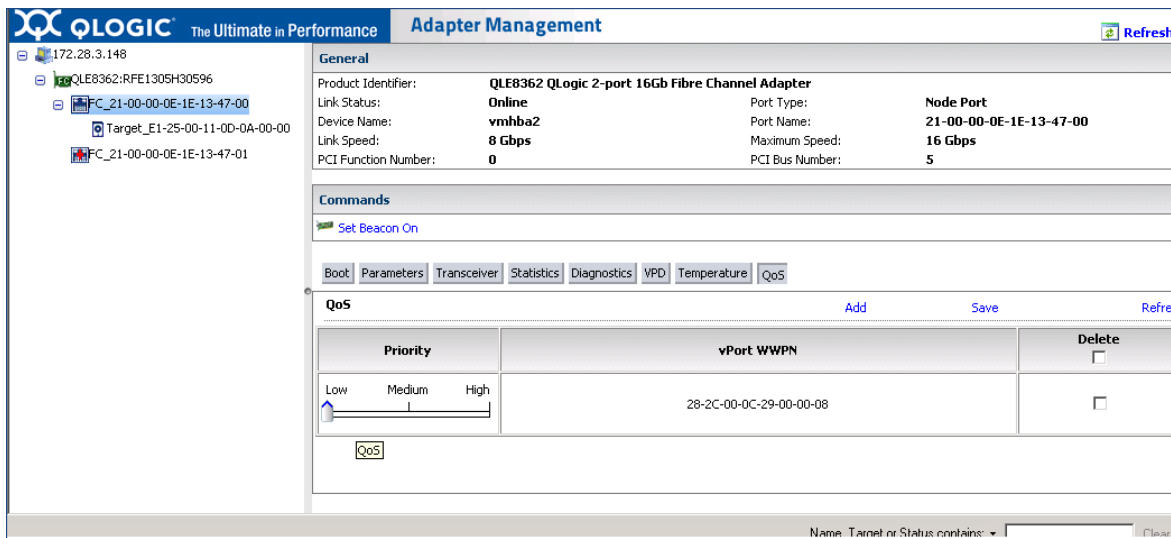 QLOGIC The Ultimate in Performance Adapter Management Refresh
172.28.3.148
QLE8362:RFE1305H30596
FC_21-00-00-0E-1E-13-47-00
Target_E1-25-00-11-0D-0A-00-00
FC_21-00-00-0E-1E-13-47-01
General
Product Identifier: QLE8362 QLogic 2-port 16Gb Fibre Channel Adapter
Link Status: Online Port Type: Node Port
Device Name: vmhba2 Port Name: 21-00-00-0E-1E-13-47-00
Link Speed: 8 Gbps Maximum Speed: 16 Gbps
PCI Function Number: 0 PCI Bus Number: 5
Commands
Set Beacon On
Boot Parameters Transceiver Statistics Diagnostics VPD Temperature QoS
QoS Add Save Refre
Priority vPort WWPN Delete
Low Medium High 28-2C-00-0C-29-00-00-08
QoS
Name, Target or Status contains: Clear